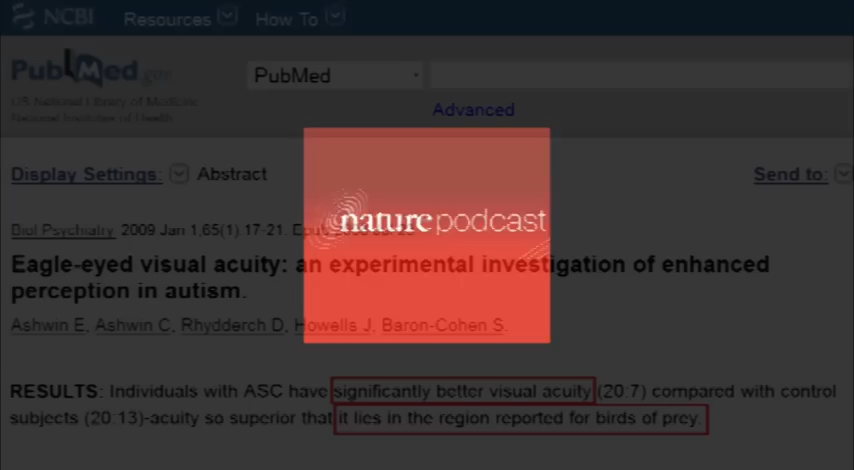 NCBI Resources How To
PubMed.gov
US National Library of Medicine
National Institutes of Health
PubMed
Advanced
Display Settings: Abstract Send to:
Biol Psychiatry. 2009 Jan 1;65(1):17-21.
nature podcast
Eagle-eyed visual acuity: an experimental investigation of enhanced
perception in autism.
Ashwin E, Ashwin C, Rhydderch D, Howells J, Baron-Cohen S.
RESULTS: Individuals with ASC have significantly better visual acuity (20:7) compared with control
subjects (20:13)-acuity so superior that it lies in the region reported for birds of prey.